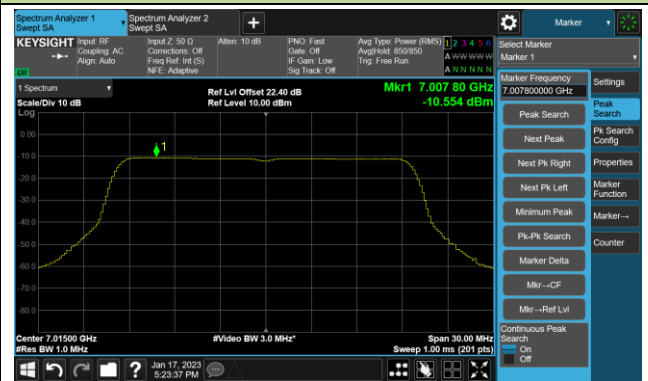 Spectrum Analyzer 1
Swept SA
Spectrum Analyzer 2
Swept SA
+
Marker
KEYSIGHT
Input: RF
Coupling: AC
Align: Auto
Input Z: 50 Ω
Corrections: Off
Freq Ref: Int (S)
NFE: Adaptive
Atten: 10 dB
PNO: Fast
Gate: Off
IF Gain: Low
Sig Track: Off
Avg Type: Power (RMS)
Avg|Hold: 850/850
Trig: Free Run
1 2 3 4 5 6
A W W W W W
A N N N N N
Select Marker
Marker 1
1 Spectrum
Scale/Div 10 dB
Log
Ref Lvl Offset 22.40 dB
Ref Level 10.00 dBm
Mkr1 7.007 80 GHz
-10.554 dBm
1
0.00
-10.0
-20.0
-30.0
-40.0
-50.0
-60.0
-70.0
-80.0
Center 7.01500 GHz
#Res BW 1.0 MHz
#Video BW 3.0 MHz*
Span 30.00 MHz
Sweep 1.00 ms (201 pts)
Marker Frequency
7.007800000 GHz
Peak Search
Next Peak
Next Pk Right
Next Pk Left
Minimum Peak
Pk-Pk Search
Marker Delta
Mkr→CF
Mkr→Ref Lvl
Continuous Peak
Search
On
Off
Settings
Peak
Search
Pk Search
Config
Properties
Marker
Function
Marker→
Counter
?
Jan 17, 2023
5:23:37 PM